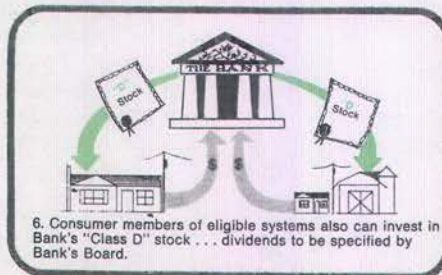 THE BANK
"D"
Stock
"D"
Stock
$ $
6. Consumer members of eligible systems also can invest in
Bank's "Class D" stock . . . dividends to be specified by
Bank's Board.